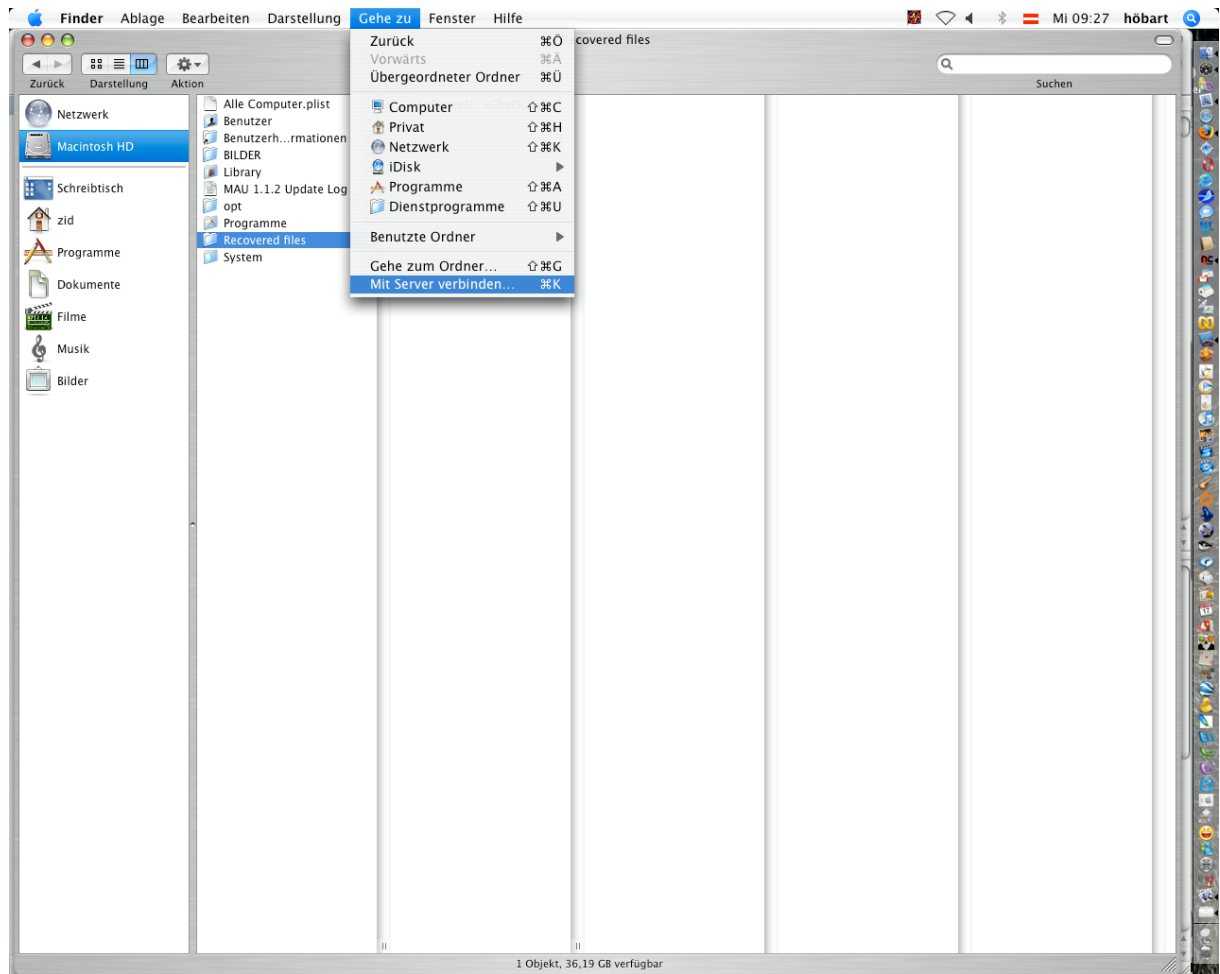 Finder Ablage Bearbeiten Darstellung Gehe zu Fenster Hilfe Mi 09:27 höbart
covered files
Zurück Darstellung Aktion Suchen
Netzwerk
Macintosh HD
Schreibtisch
zid
Programme
Dokumente
Filme
Musik
Bilder
Alle Computer.plist
Benutzer
Benutzerh...rmationen
BILDER
Library
MAU 1.1.2 Update Log
opt
Programme
Recovered files
System
Zurück ⌘Ö
Vorwärts ⌘Ä
Übergeordneter Ordner ⌘Ü
Computer ⇧⌘C
Privat ⇧⌘H
Netzwerk ⇧⌘K
iDisk
Programme ⇧⌘A
Dienstprogramme ⇧⌘U
Benutzte Ordner
Gehe zum Ordner... ⇧⌘G
Mit Server verbinden... ⌘K
1 Objekt, 36,19 GB verfügbar
17